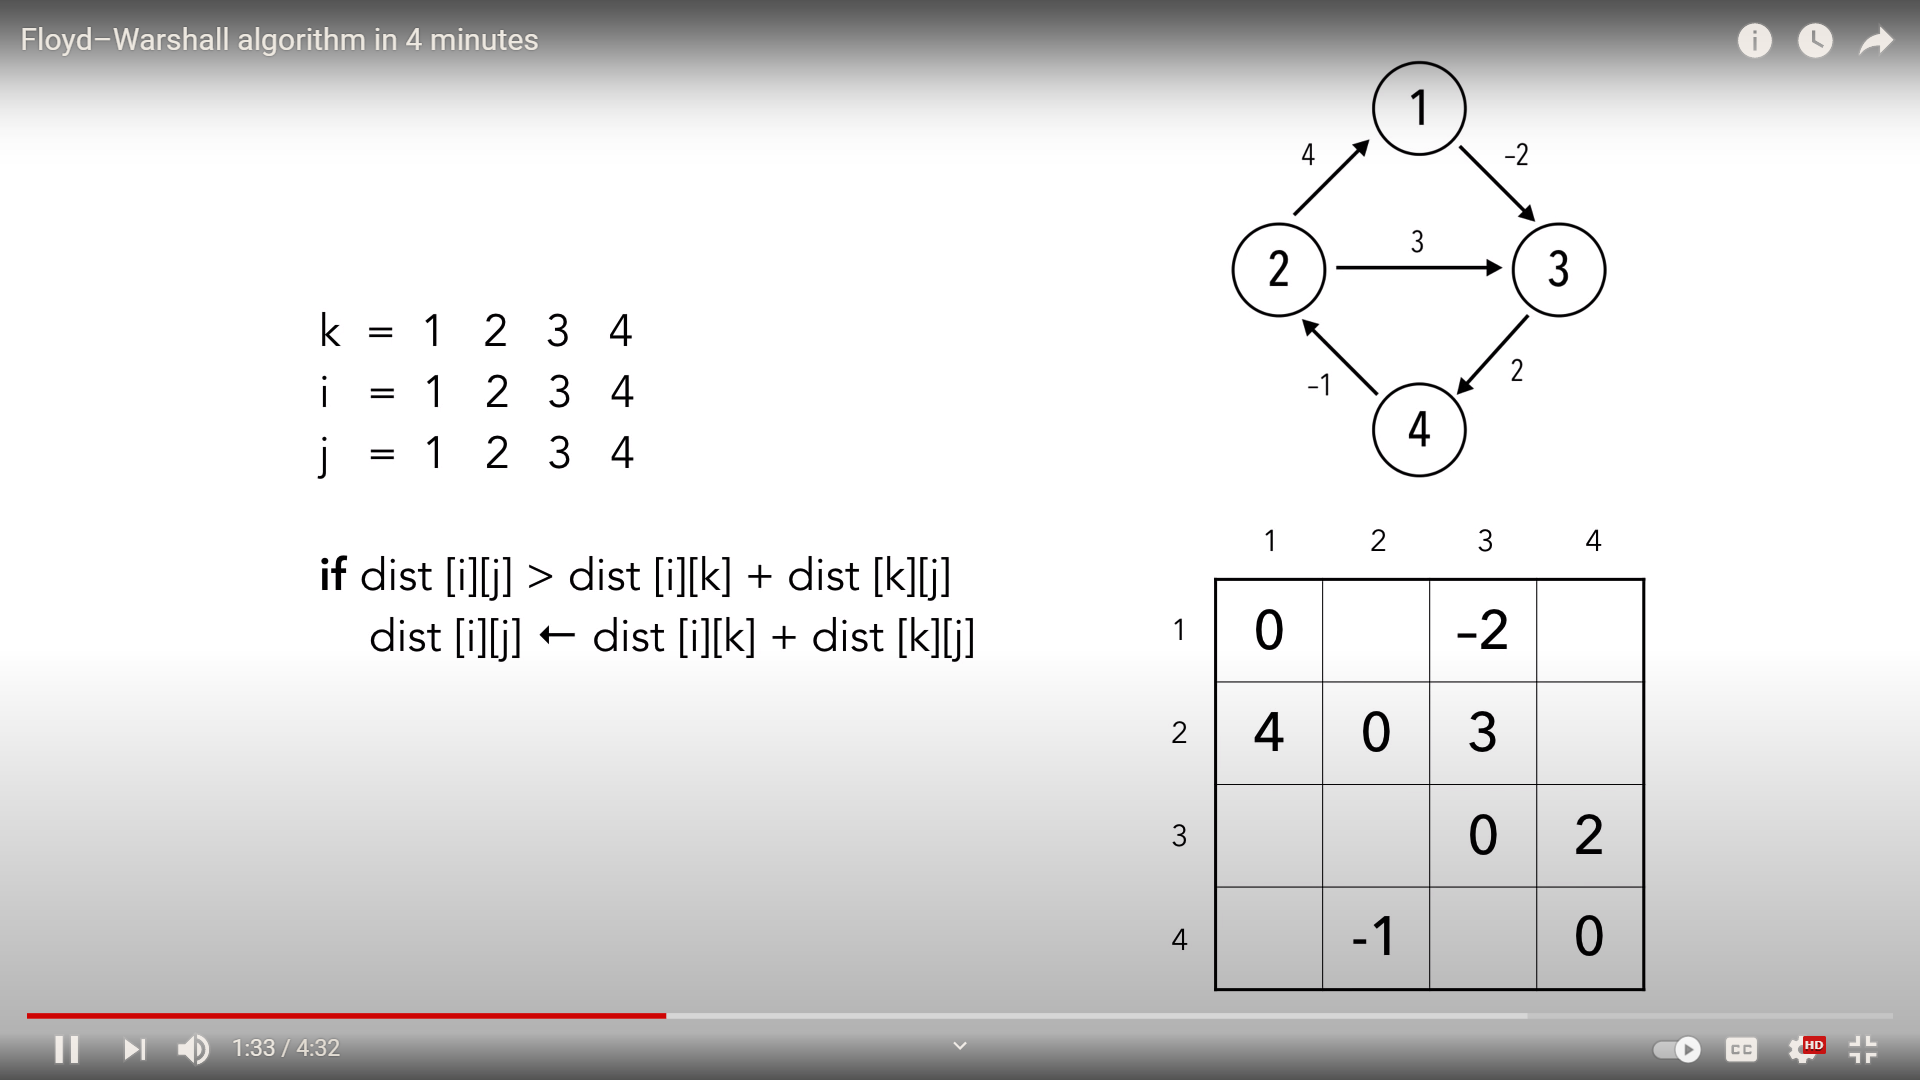 Floyd–Warshall algorithm in 4 minutes
1
4
–2
3
2
3
–1
2
4
k = 1 2 3 4
i = 1 2 3 4
j = 1 2 3 4
if dist [i][j] > dist [i][k] + dist [k][j]
dist [i][j] ← dist [i][k] + dist [k][j]
1 2 3 4
1 0 –2
2 4 0 3
3 0 2
4 -1 0
1:33 / 4:32
CC
HD